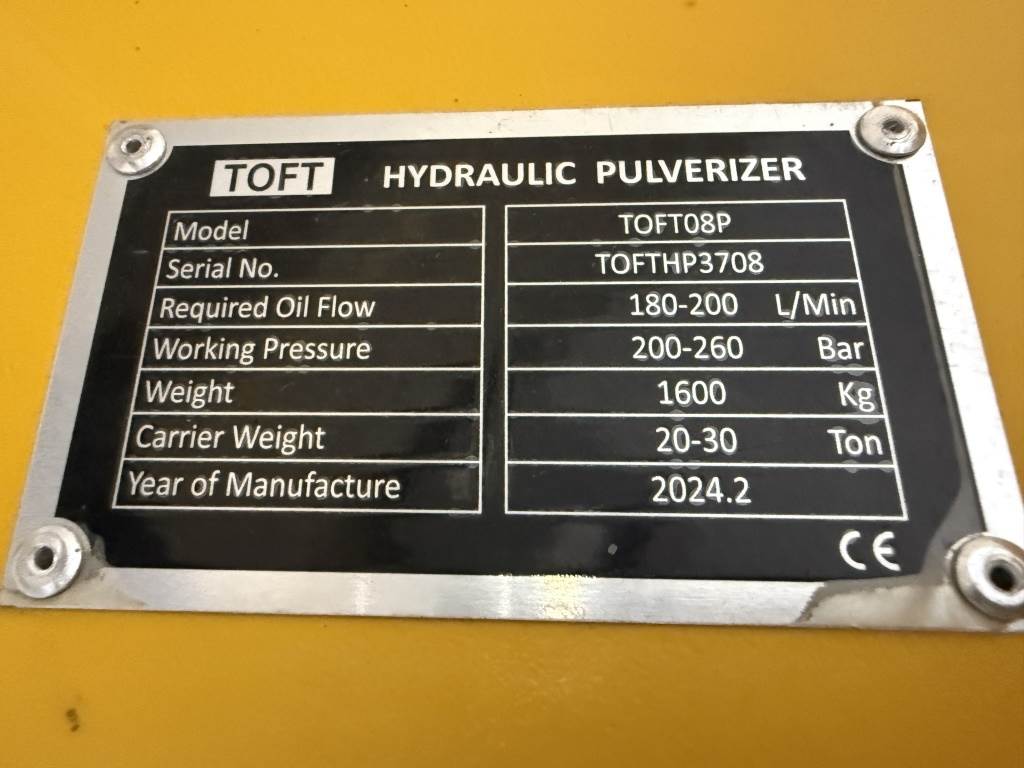 TOFT HYDRAULIC PULVERIZER
Model TOFT08P
Serial No. TOFTHP3708
Required Oil Flow 180-200 L/Min
Working Pressure 200-260 Bar
Weight 1600 Kg
Carrier Weight 20-30 Ton
Year of Manufacture 2024.2
CE